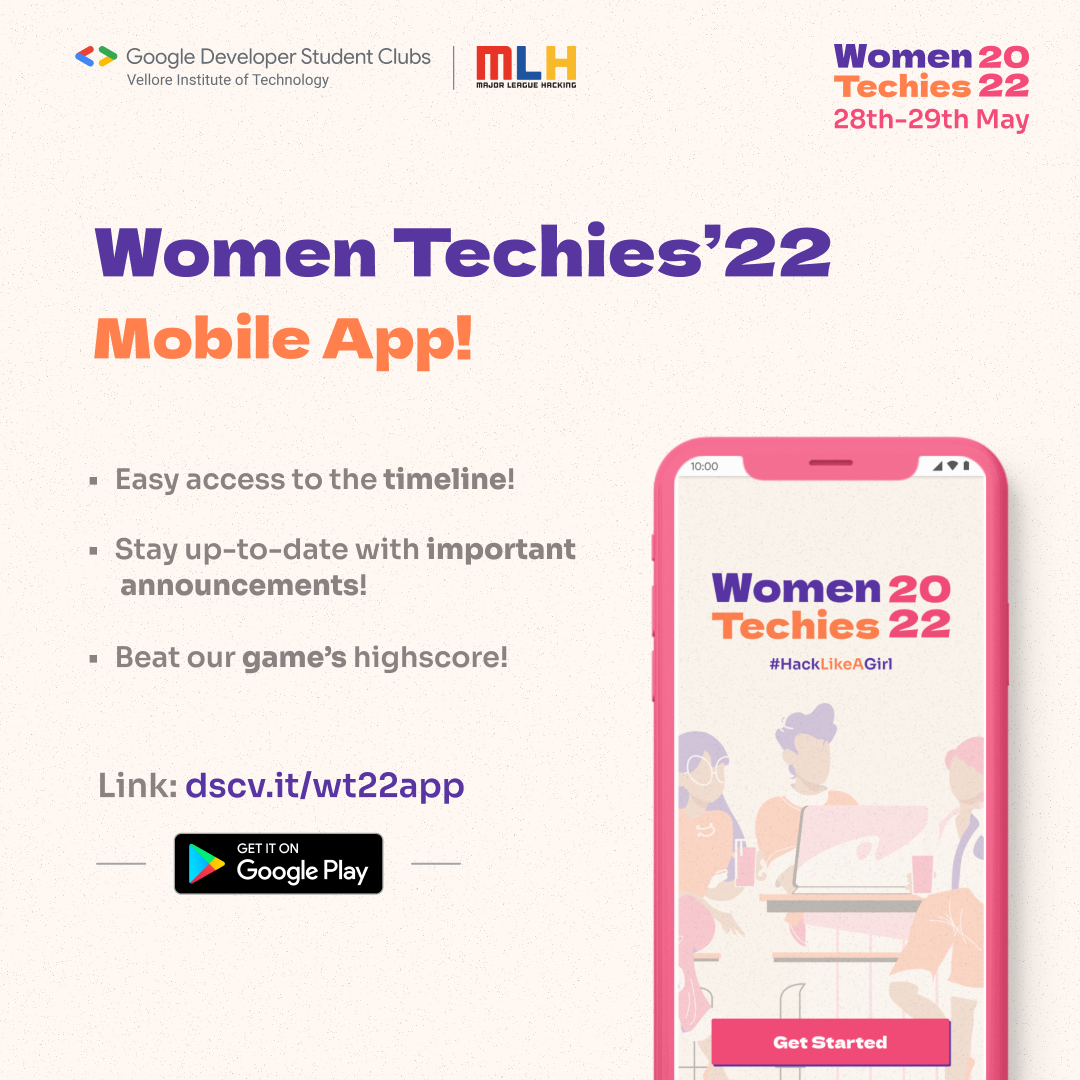 Google Developer Student Clubs
Vellore Institute of Technology
MLH
MAJOR LEAGUE HACKING
Women 20
Techies 22
28th-29th May
Women Techies’22
Mobile App!
▪ Easy access to the timeline!
▪ Stay up-to-date with important
announcements!
▪ Beat our game’s highscore!
Link: dscv.it/wt22app
GET IT ON
Google Play
10:00
Women 20
Techies 22
#HackLikeAGirl
Get Started